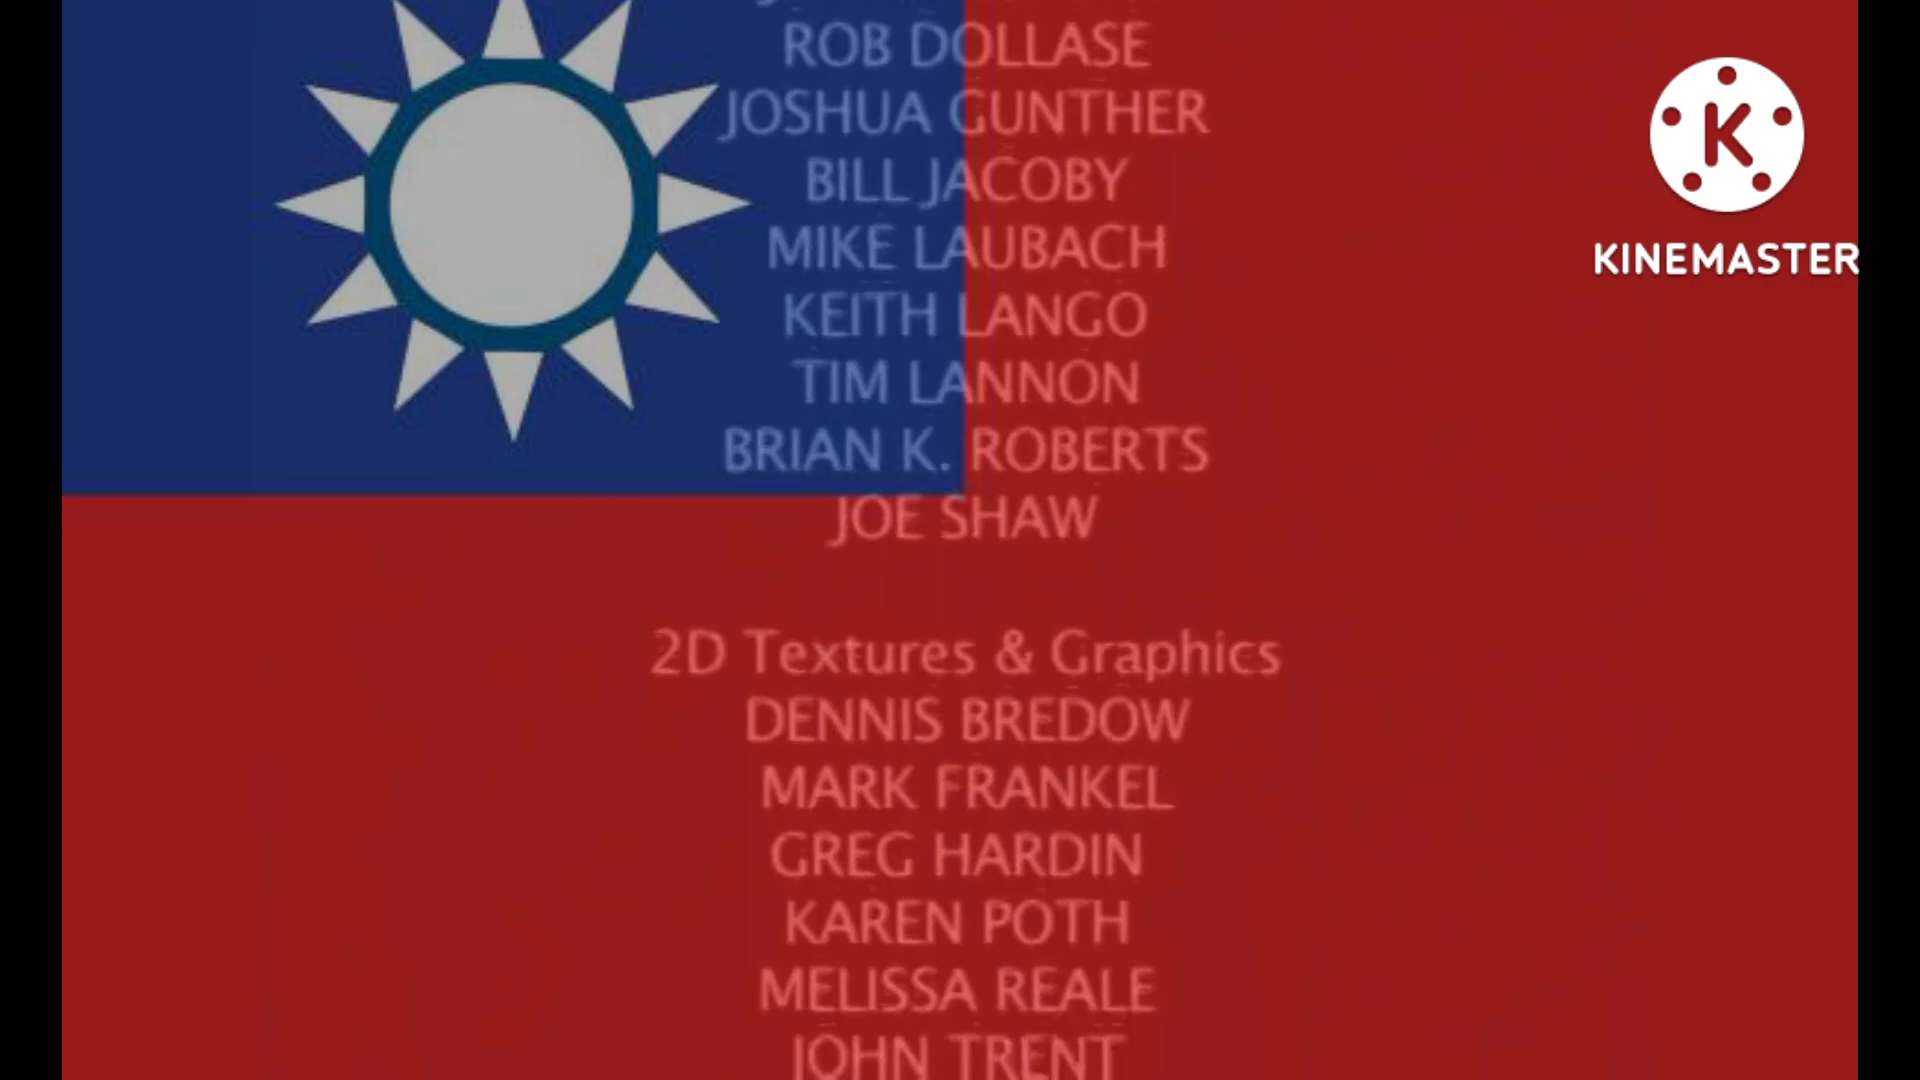 ROB DOLLASE
JOSHUA GUNTHER
BILL JACOBY
MIKE LAUBACH
KEITH LANGO
TIM LANNON
BRIAN K. ROBERTS
JOE SHAW
2D Textures & Graphics
DENNIS BREDOW
MARK FRANKEL
GREG HARDIN
KAREN POTH
MELISSA REALE
JOHN TRENT
K
KINEMASTER